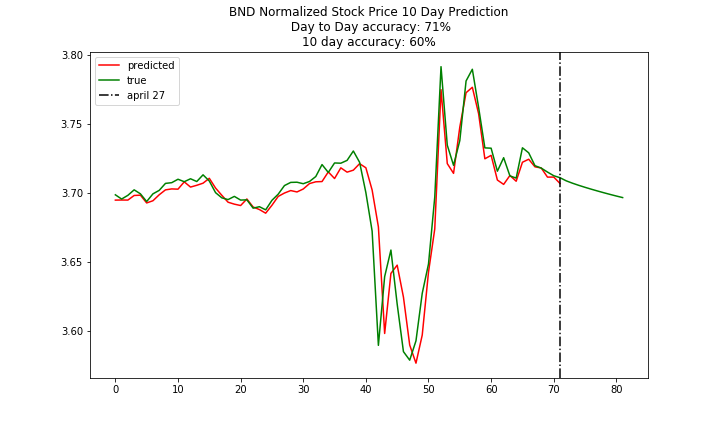 BND Normalized Stock Price 10 Day Prediction
Day to Day accuracy: 71%
10 day accuracy: 60%
predicted
true
april 27
3.80
3.75
3.70
3.65
3.60
0 10 20 30 40 50 60 70 80